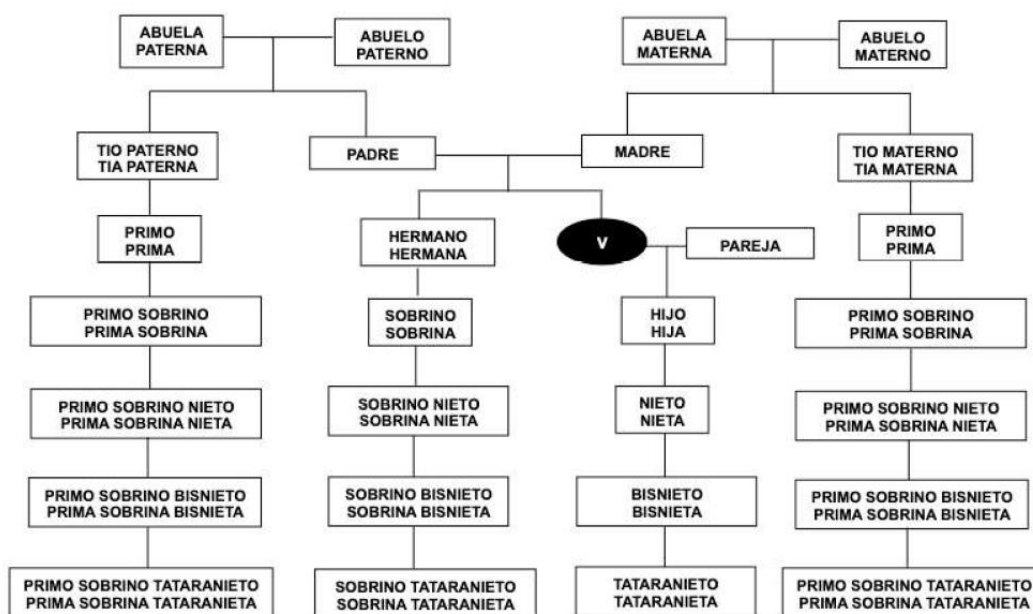 ABUELA
PATERNA
ABUELO
PATERNO
ABUELA
MATERNA
ABUELO
MATERNO
TIO PATERNO
TIA PATERNA
PADRE
MADRE
TIO MATERNO
TIA MATERNA
PRIMO
PRIMA
HERMANO
HERMANA
V
PAREJA
PRIMO
PRIMA
PRIMO SOBRINO
PRIMA SOBRINA
SOBRINO
SOBRINA
HIJO
HIJA
PRIMO SOBRINO
PRIMA SOBRINA
PRIMO SOBRINO NIETO
PRIMA SOBRINA NIETA
SOBRINO NIETO
SOBRINA NIETA
NIETO
NIETA
PRIMO SOBRINO NIETO
PRIMA SOBRINA NIETA
PRIMO SOBRINO BISNIETO
PRIMA SOBRINA BISNIETA
SOBRINO BISNIETO
SOBRINA BISNIETA
BISNIETO
BISNIETA
PRIMO SOBRINO BISNIETO
PRIMA SOBRINA BISNIETA
PRIMO SOBRINO TATARANIETO
PRIMA SOBRINA TATARANIETA
SOBRINO TATARANIETO
SOBRINA TATARANIETA
TATARANIETO
TATARANIETA
PRIMO SOBRINO TATARANIETO
PRIMA SOBRINA TATARANIETA